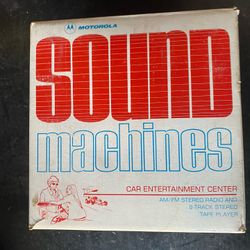 MOTOROLA
SOUND
machines
CAR ENTERTAINMENT CENTER
AM/FM STEREO RADIO AND
8-TRACK STEREO
TAPE PLAYER